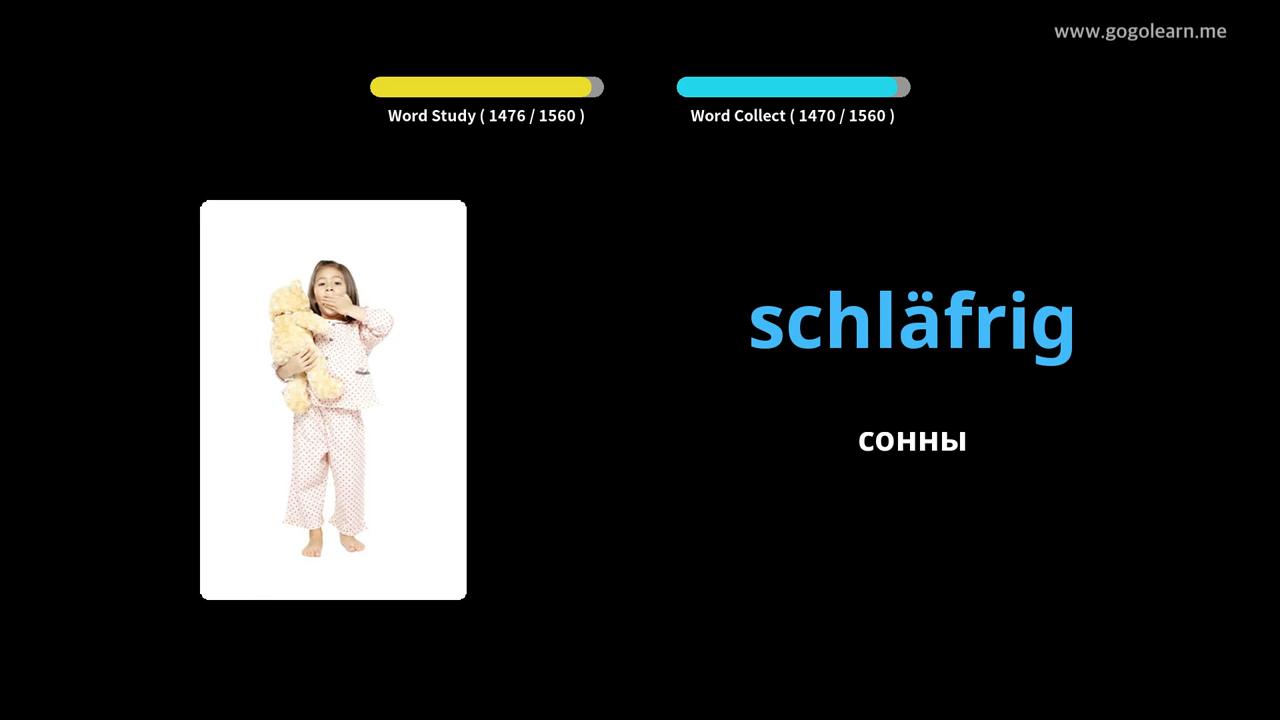 www.gogolearn.me
Word Study ( 1476 / 1560 )
Word Collect ( 1470 / 1560 )
schläfrig
сонны